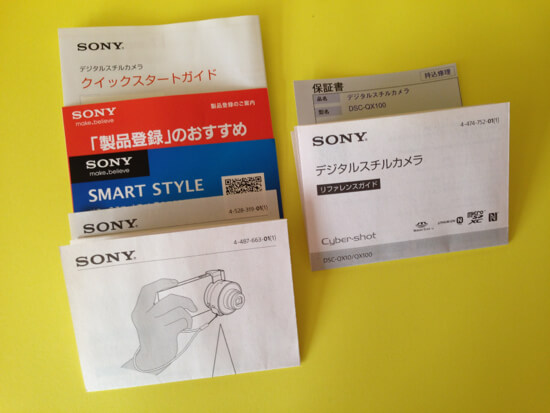 SONY
デジタルスチルカメラ
クイックスタートガイド
SONY
make.believe
製品登録のご案内
「製品登録」のおすすめ
SONY
make.believe
SMART STYLE
SONY
4-497-663-01(1)
保証書
持込修理
品名
デジタルスチルカメラ
型名
DSC-QX100
SONY
4-474-752-01(1)
デジタルスチルカメラ
リファレンスガイド
Cyber-shot
micro
SD
XC
DSC-QX10/QX100
SONY